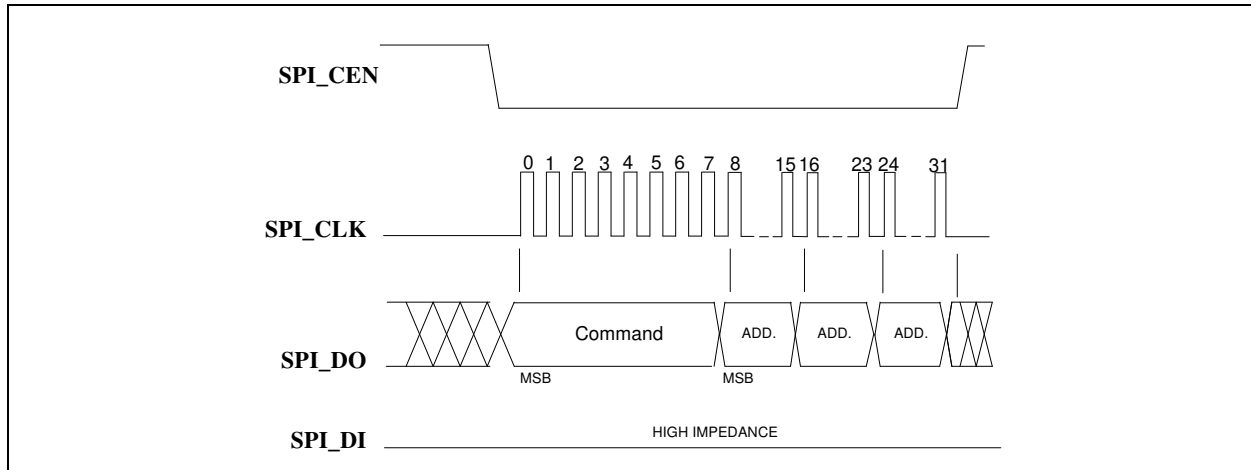 SPI_CEN
0 1 2 3 4 5 6 7 8 15 16 23 24 31
SPI_CLK
Command ADD. ADD. ADD.
SPI_DO
MSB MSB
HIGH IMPEDANCE
SPI_DI